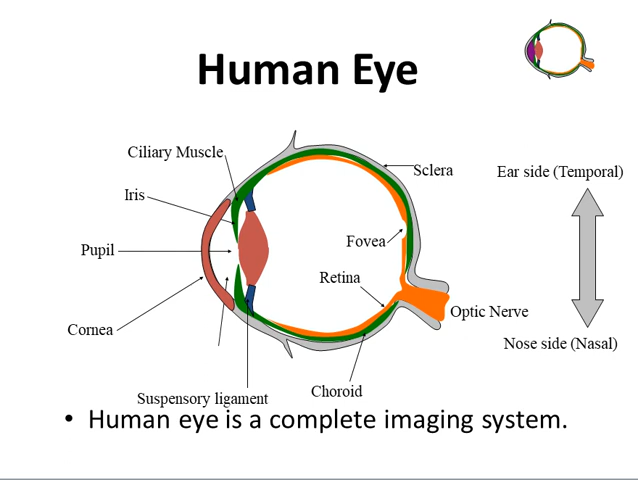 Human Eye
Ciliary Muscle
Sclera
Ear side (Temporal)
Iris
Fovea
Pupil
Retina
Optic Nerve
Cornea
Nose side (Nasal)
Choroid
Suspensory ligament
• Human eye is a complete imaging system.